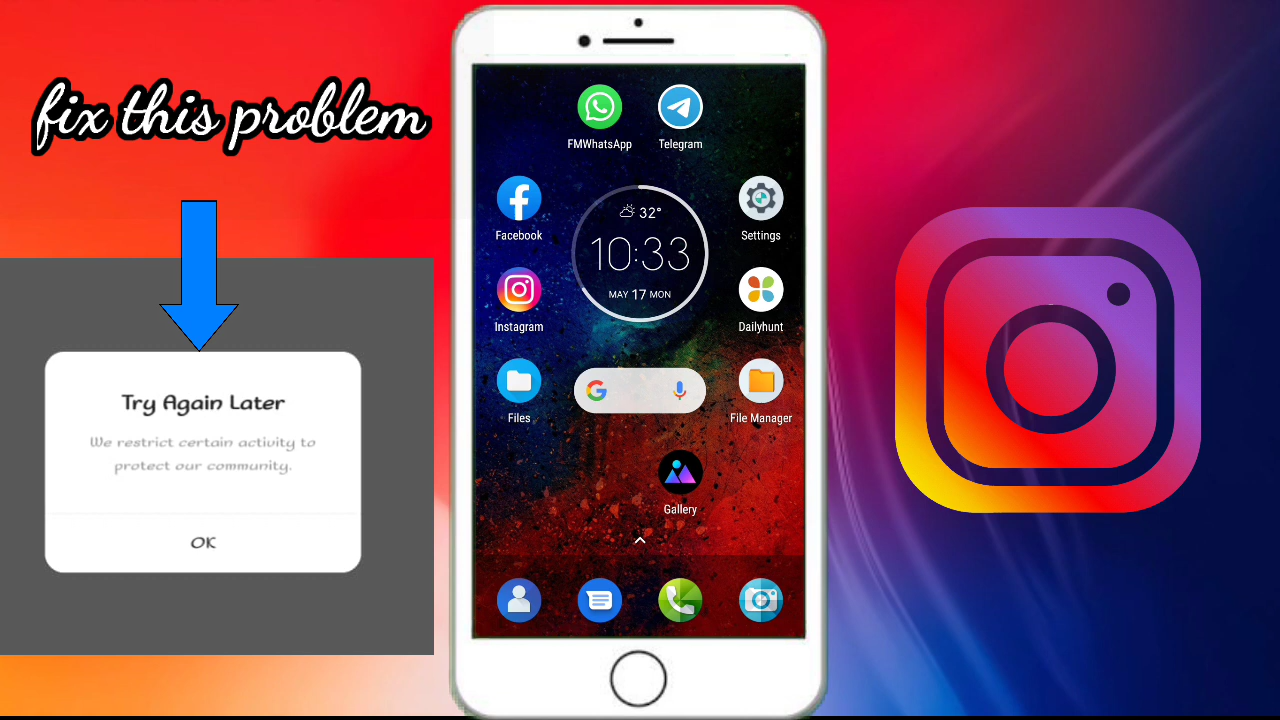 fix this problem
Try Again Later
We restrict certain activity to
protect our community.
OK
FMWhatsApp
Telegram
Facebook
32°
Settings
10:33
MAY 17 MON
Instagram
Dailyhunt
Files
File Manager
Gallery